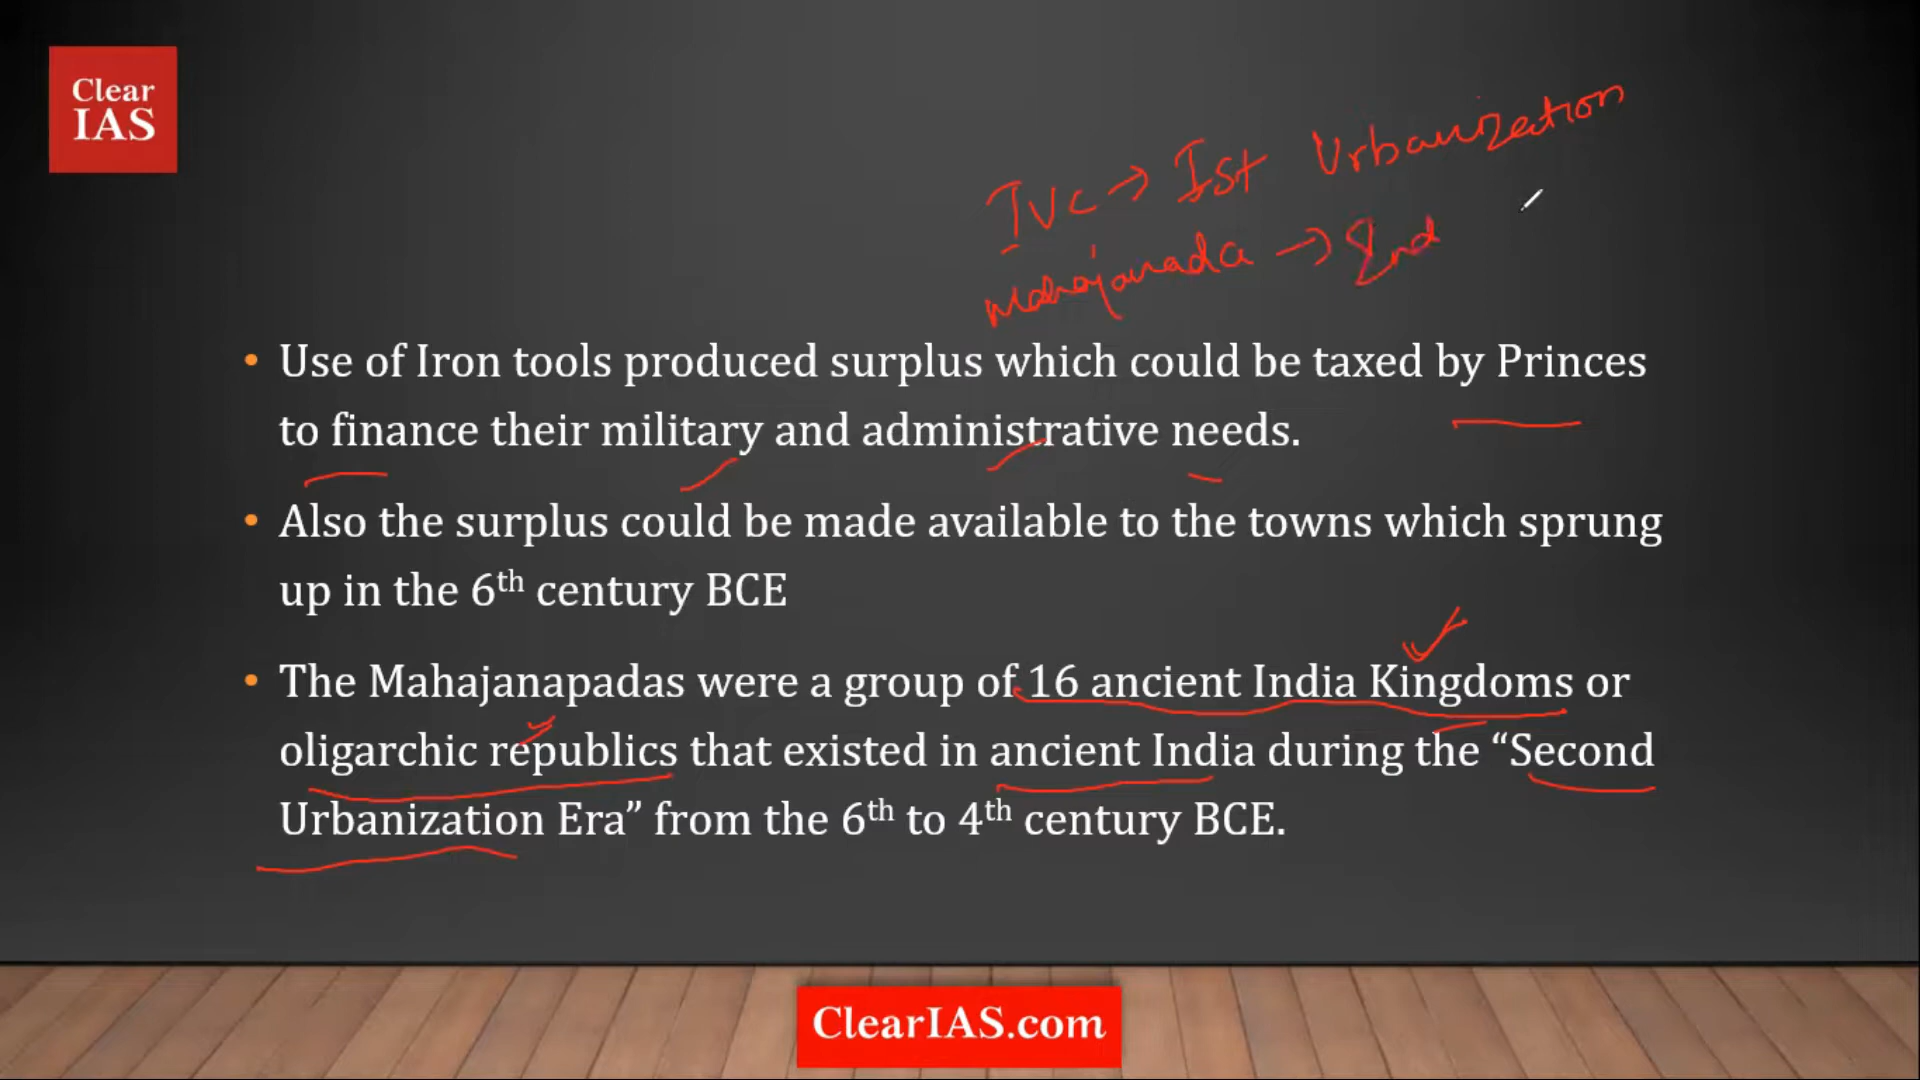 Clear
IAS
IVC → Ist Urbanization
Mahajanada → 2nd
• Use of Iron tools produced surplus which could be taxed by Princes
to finance their military and administrative needs.
• Also the surplus could be made available to the towns which sprung
up in the 6th century BCE
• The Mahajanapadas were a group of 16 ancient India Kingdoms or
oligarchic republics that existed in ancient India during the “Second
Urbanization Era” from the 6th to 4th century BCE.
ClearIAS.com